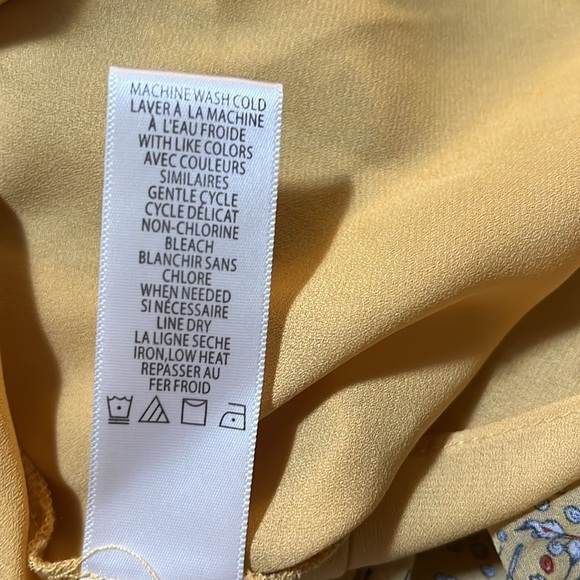 MACHINE WASH COLD
LAVER À LA MACHINE
À L'EAU FROIDE
WITH LIKE COLORS
AVEC COULEURS
SIMILAIRES
GENTLE CYCLE
CYCLE DÉLICAT
NON-CHLORINE
BLEACH
BLANCHIR SANS
CHLORE
WHEN NEEDED
SI NÉCESSAIRE
LINE DRY
LA LIGNE SECHE
IRON,LOW HEAT
REPASSER AU
FER FROID